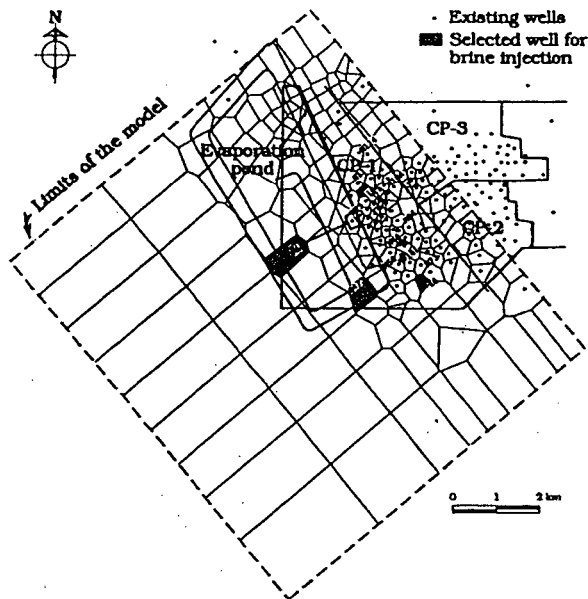 N
Existing wells
Selected well for
brine injection
Limits of the model
Evaporation
pond
CP-1
CP-3
CP-2
0 1 2 km